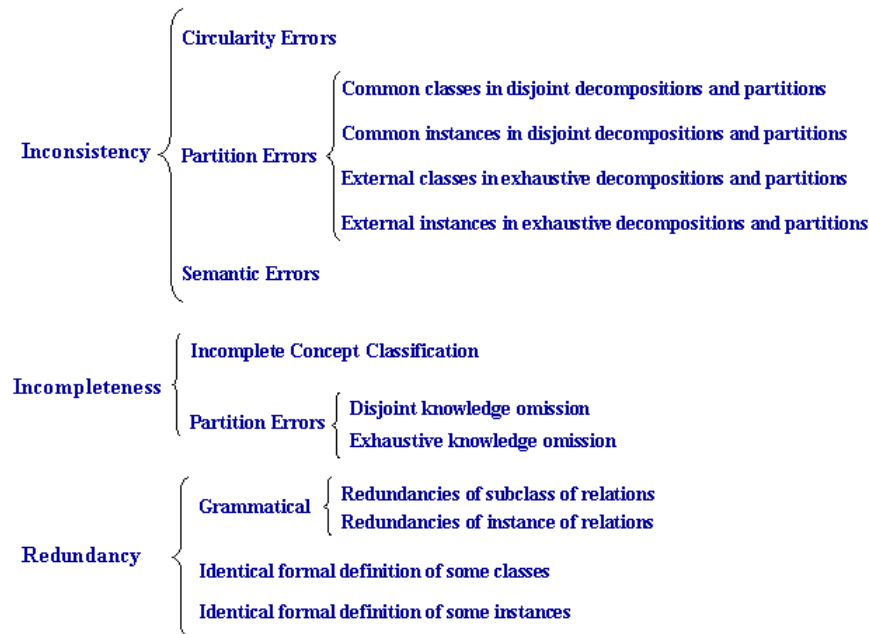 Inconsistency
Circularity Errors
Partition Errors
Common classes in disjoint decompositions and partitions
Common instances in disjoint decompositions and partitions
External classes in exhaustive decompositions and partitions
External instances in exhaustive decompositions and partitions
Semantic Errors
Incompleteness
Incomplete Concept Classification
Partition Errors
Disjoint knowledge omission
Exhaustive knowledge omission
Redundancy
Grammatical
Redundancies of subclass of relations
Redundancies of instance of relations
Identical formal definition of some classes
Identical formal definition of some instances